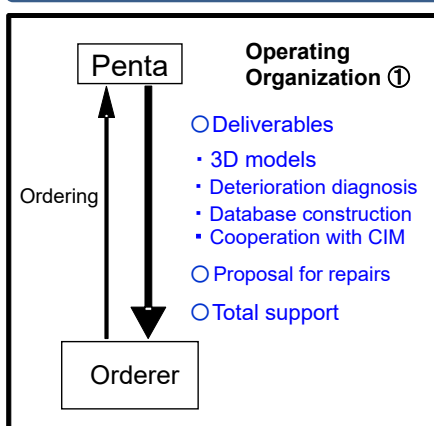 Penta
Operating
Organization ①
○Deliverables
・3D models
・Deterioration diagnosis
・Database construction
▪Cooperation with CIM
Ordering
○Proposal for repairs
○Total support
Orderer